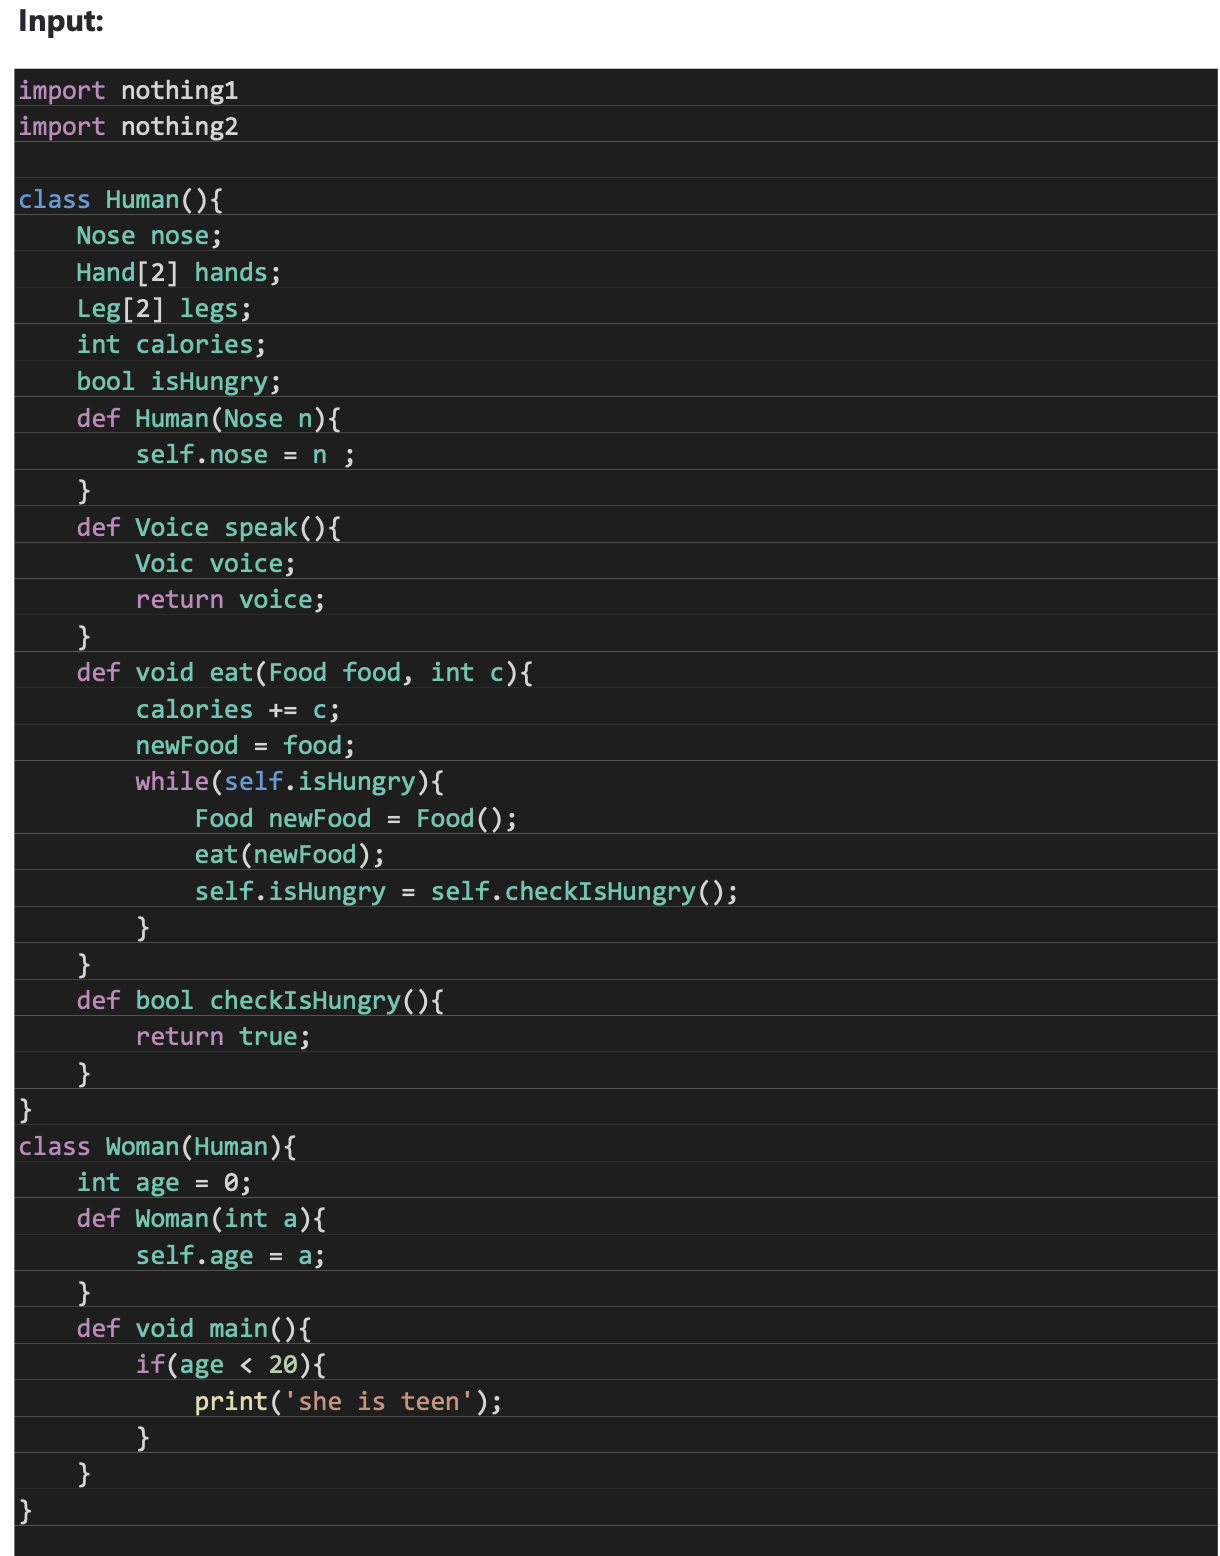 Input:
import nothing1
import nothing2
class Human(){
    Nose nose;
    Hand[2] hands;
    Leg[2] legs;
    int calories;
    bool isHungry;
    def Human(Nose n){
        self.nose = n ;
    }
    def Voice speak(){
        Voic voice;
        return voice;
    }
    def void eat(Food food, int c){
        calories += c;
        newFood = food;
        while(self.isHungry){
            Food newFood = Food();
            eat(newFood);
            self.isHungry = self.checkIsHungry();
        }
    }
    def bool checkIsHungry(){
        return true;
    }
}
class Woman(Human){
    int age = 0;
    def Woman(int a){
        self.age = a;
    }
    def void main(){
        if(age < 20){
            print('she is teen');
        }
    }
}